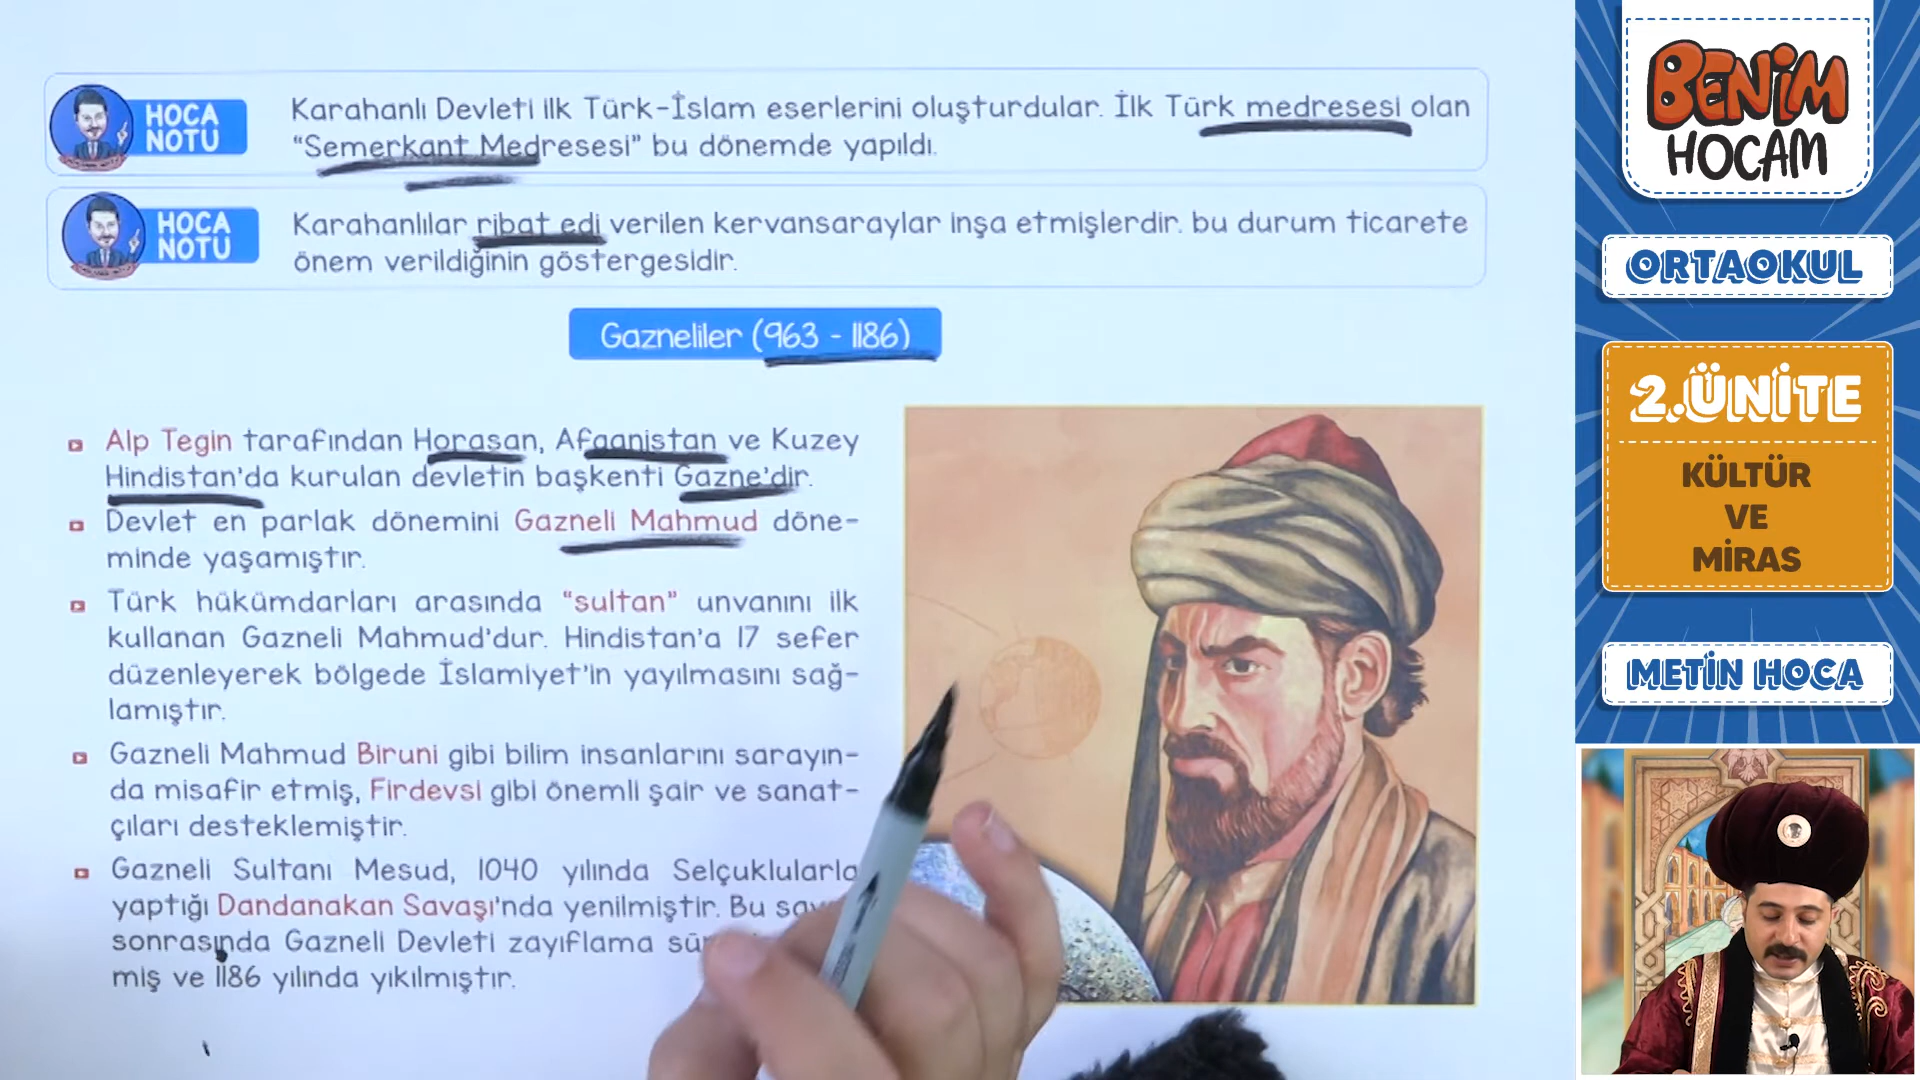 HOCA
NOTU
Karahanlı Devleti ilk Türk-İslam eserlerini oluşturdular. İlk Türk medresesi olan
“Semerkant Medresesi” bu dönemde yapıldı.
HOCA
NOTU
Karahanlılar ribat edi verilen kervansaraylar inşa etmişlerdir. bu durum ticarete
önem verildiğinin göstergesidir.
Gazneliler (963 - 1186)
Alp Tegin tarafından Horasan, Afganistan ve Kuzey
Hindistan'da kurulan devletin başkenti Gazne'dir.
Devlet en parlak dönemini Gazneli Mahmud döne-
minde yaşamıştır.
Türk hükümdarları arasında “sultan” unvanını ilk
kullanan Gazneli Mahmud'dur. Hindistan'a 17 sefer
düzenleyerek bölgede İslamiyet'in yayılmasını sağ-
lamıştır.
Gazneli Mahmud Biruni gibi bilim insanlarını sarayın-
da misafir etmiş, Firdevsi gibi önemli şair ve sanat-
çıları desteklemiştir.
Gazneli Sultanı Mesud, 1040 yılında Selçuklularla
yaptığı Dandanakan Savaşı'nda yenilmiştir. Bu
sonrasında Gazneli Devleti zayıflama
miş ve 1186 yılında yıkılmıştır.
BENİM
HOCAM
ORTAOKUL
2.ÜNİTE
KÜLTÜR
VE
MİRAS
METİN HOCA